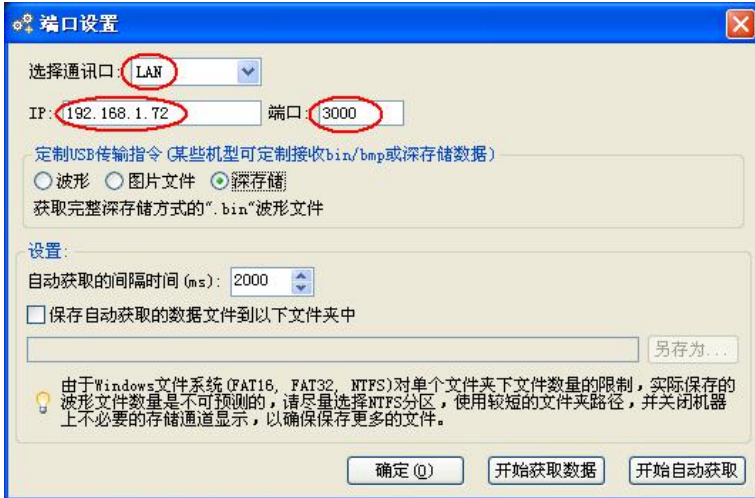 端口设置
选择通讯口: LAN
IP: 192.168.1.72 端口: 3000
定制USB传输指令(某些机型可定制接收bin/bmp或深存储数据)
波形 图片文件 深存储
获取完整深存储方式的".bin"波形文件
设置:
自动获取的间隔时间(ms): 2000
保存自动获取的数据文件到以下文件夹中
另存为...
由于Windows文件系统(FAT16, FAT32, NTFS)对单个文件夹下文件数量的限制，实际保存的
波形文件数量是不可预测的，请尽量选择NTFS分区，使用较短的文件夹路径，并关闭机器
上不必要的存储通道显示，以确保保存更多的文件。
确定(O) 开始获取数据 开始自动获取